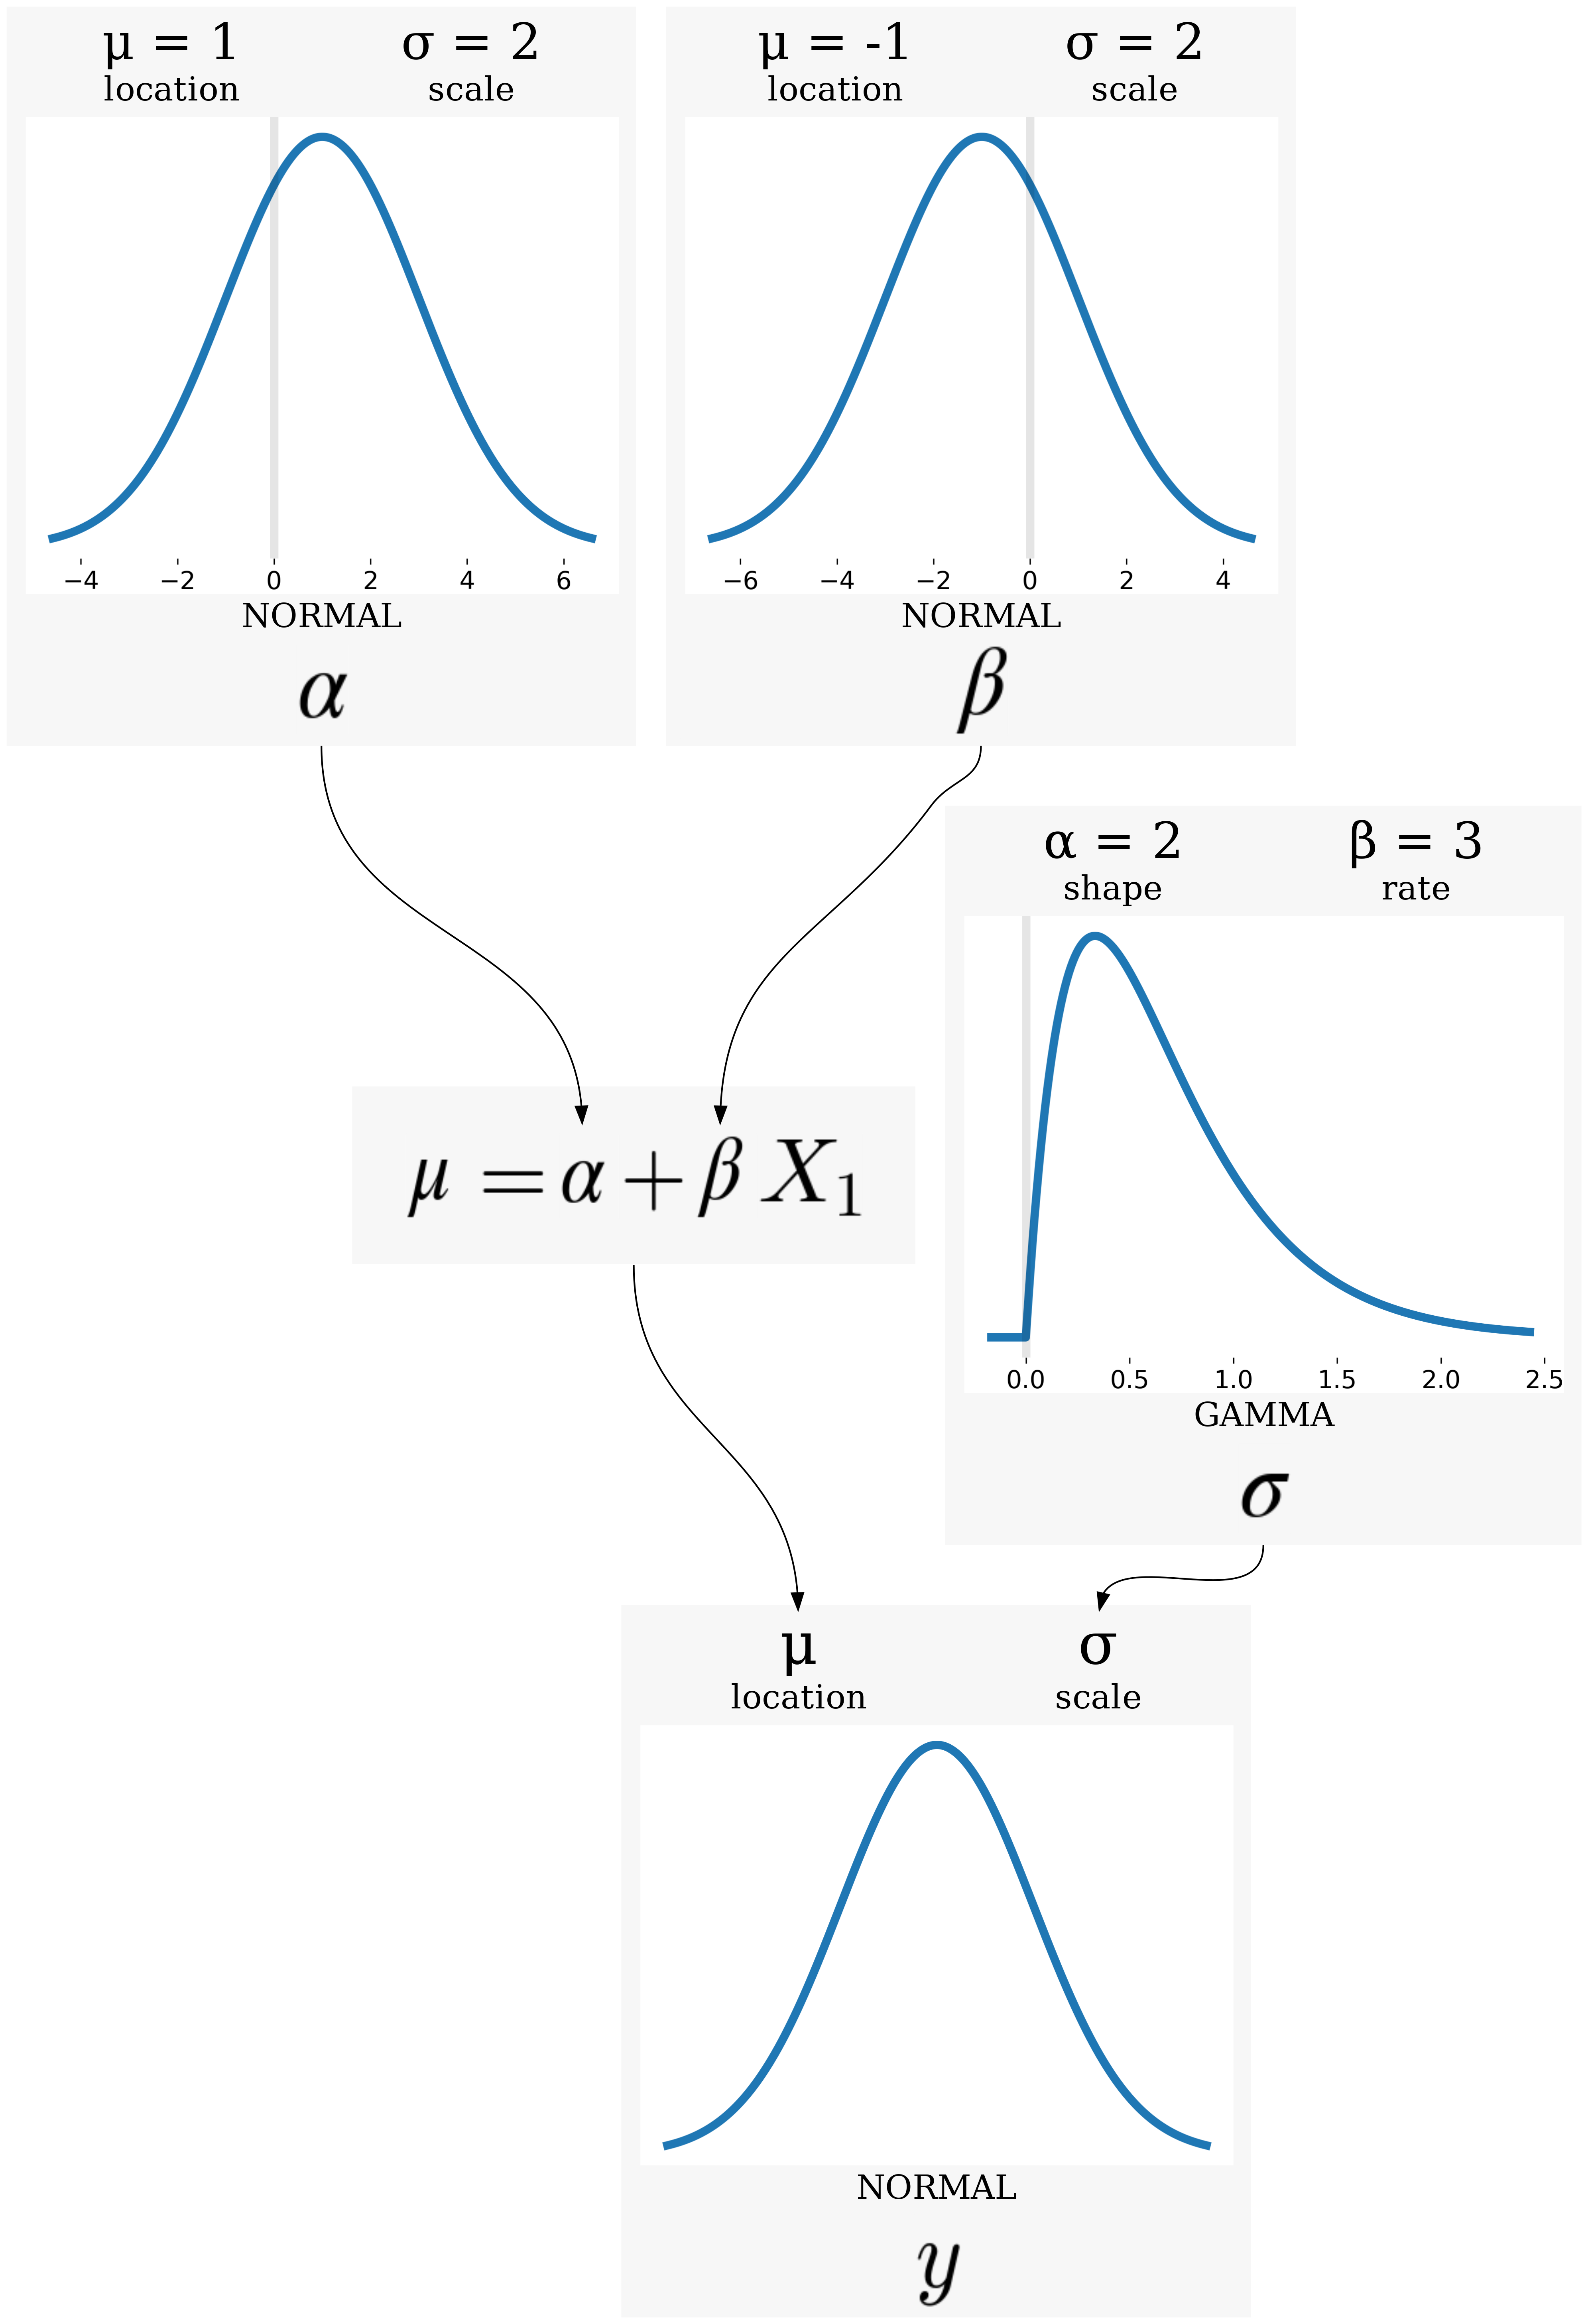 μ = 1 σ = 2
location scale
−4 −2 0 2 4 6
NORMAL
α
μ = -1 σ = 2
location scale
−6 −4 −2 0 2 4
NORMAL
β
α = 2 β = 3
shape rate
0.0 0.5 1.0 1.5 2.0 2.5
GAMMA
σ
μ = α + β X₁
μ σ
location scale
NORMAL
y